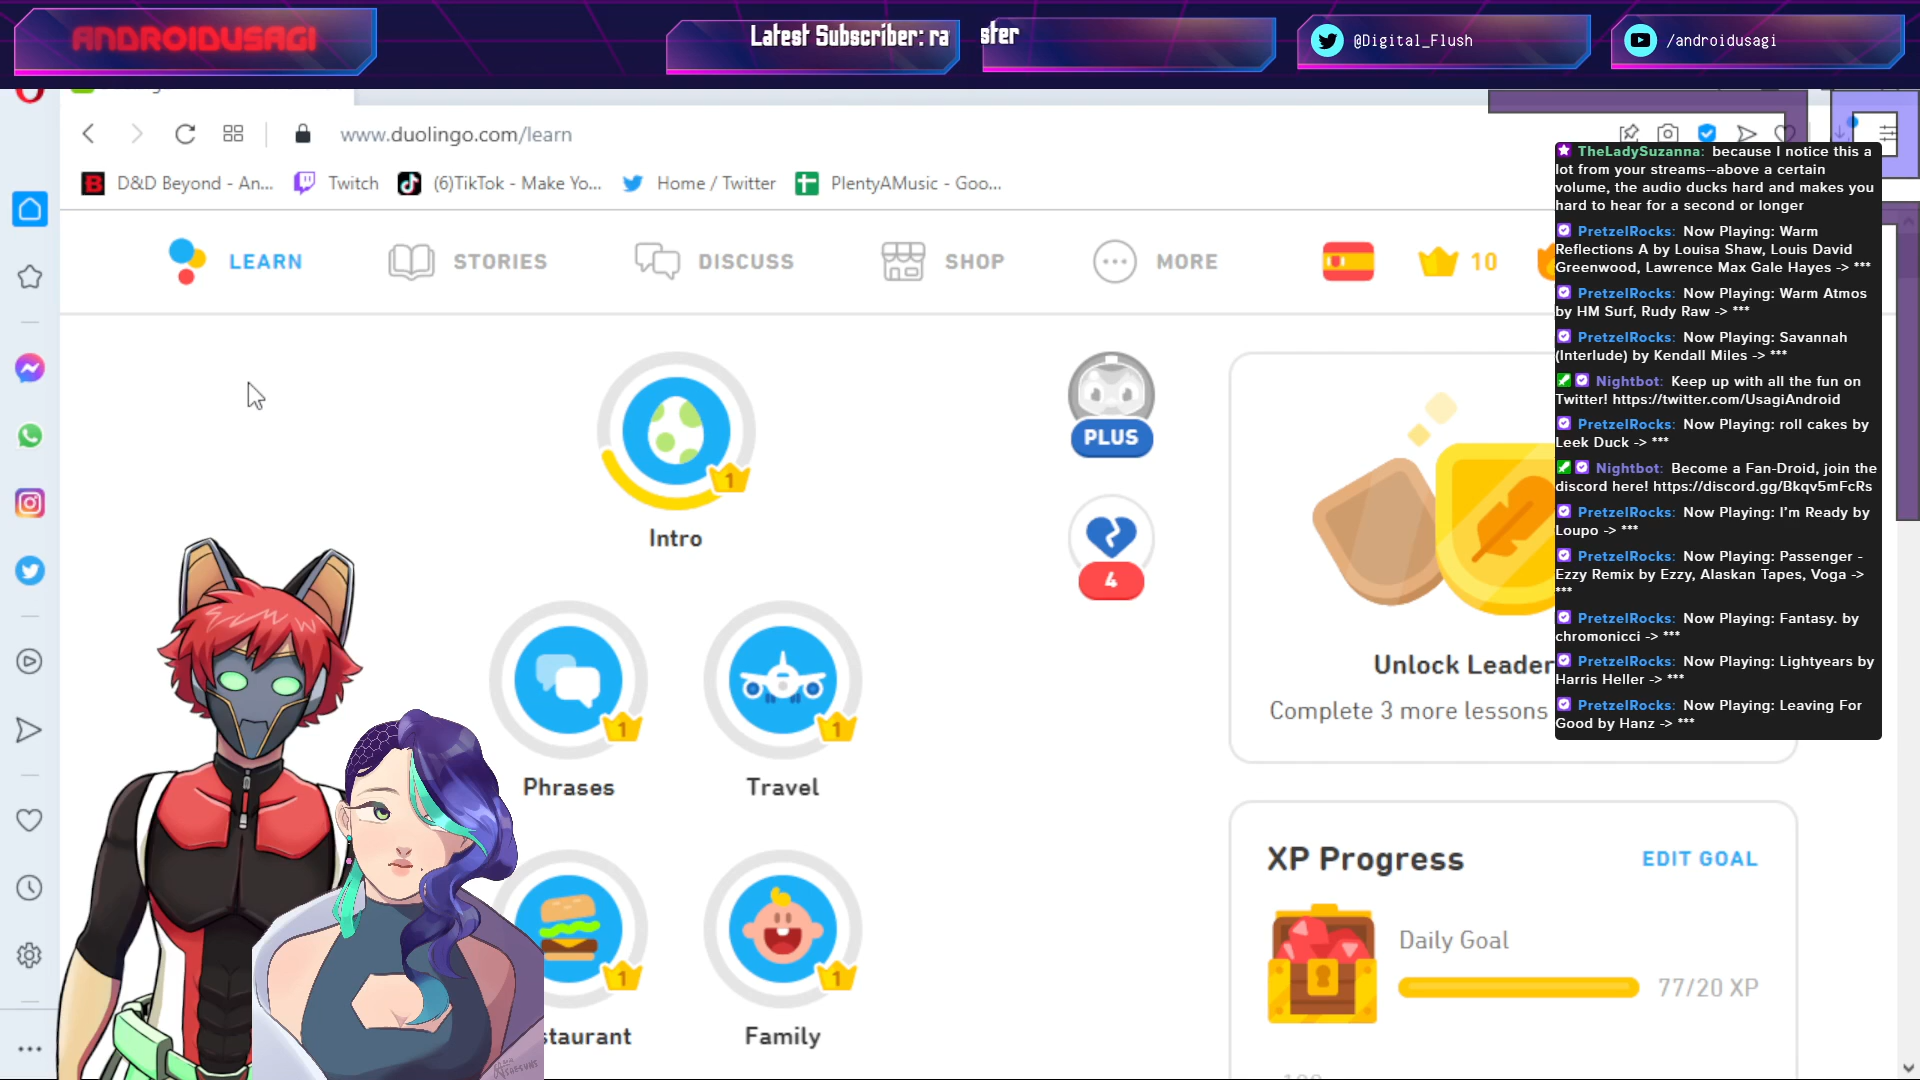 ANDROIDUSAGI
Latest Subscriber: ra
ster
@Digital_Flush
/androidusagi
www.duolingo.com/learn
D&D Beyond - An...
Twitch
(6)TikTok - Make Yo...
Home / Twitter
PlentyAMusic - Goo...
LEARN
STORIES
DISCUSS
SHOP
MORE
10
1
Intro
PLUS
4
1
Phrases
1
Travel
1
staurant
1
Family
Unlock Leader
Complete 3 more lessons
XP Progress
EDIT GOAL
Daily Goal
77/20 XP
TheLadySuzanna: because I notice this a
lot from your streams--above a certain
volume, the audio ducks hard and makes you
hard to hear for a second or longer
PretzelRocks: Now Playing: Warm
Reflections A by Louisa Shaw, Louis David
Greenwood, Lawrence Max Gale Hayes -> ***
PretzelRocks: Now Playing: Warm Atmos
by HM Surf, Rudy Raw -> ***
PretzelRocks: Now Playing: Savannah
(Interlude) by Kendall Miles -> ***
Nightbot: Keep up with all the fun on
Twitter! https://twitter.com/UsagiAndroid
PretzelRocks: Now Playing: roll cakes by
Leek Duck -> ***
Nightbot: Become a Fan-Droid, join the
discord here! https://discord.gg/Bkqv5mFcRs
PretzelRocks: Now Playing: I'm Ready by
Loupo -> ***
PretzelRocks: Now Playing: Passenger -
Ezzy Remix by Ezzy, Alaskan Tapes, Voga ->
***
PretzelRocks: Now Playing: Fantasy. by
chromonicci -> ***
PretzelRocks: Now Playing: Lightyears by
Harris Heller -> ***
PretzelRocks: Now Playing: Leaving For
Good by Hanz -> ***